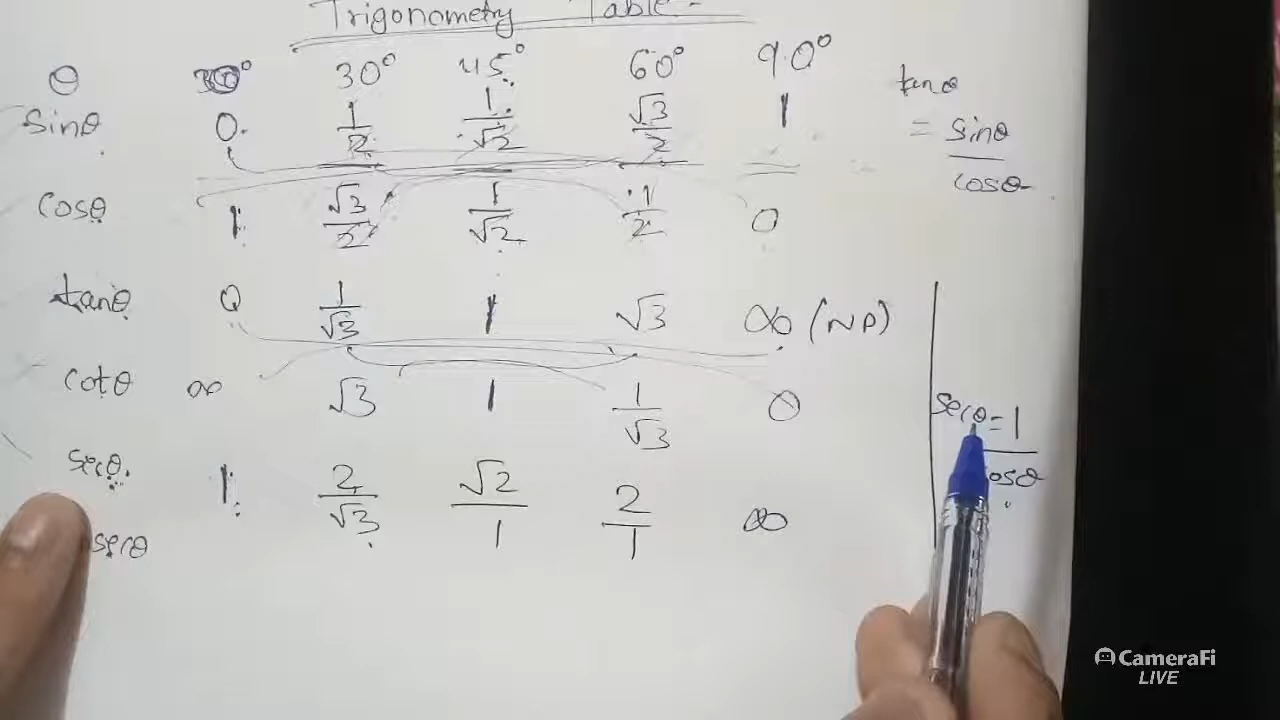 Trigonometry Table -
θ 0° 30° 45° 60° 90°
sinθ 0 1/2 1/√2 √3/2 1
cosθ 1 √3/2 1/√2 1/2 0
tanθ 0 1/√3 1 √3 ∞ (ND)
cotθ ∞ √3 1 1/√3 0
secθ 1 2/√3 √2/1 2/1 ∞
secθ
tanθ
= sinθ/cosθ
secθ = 1/cosθ
CameraFi
LIVE